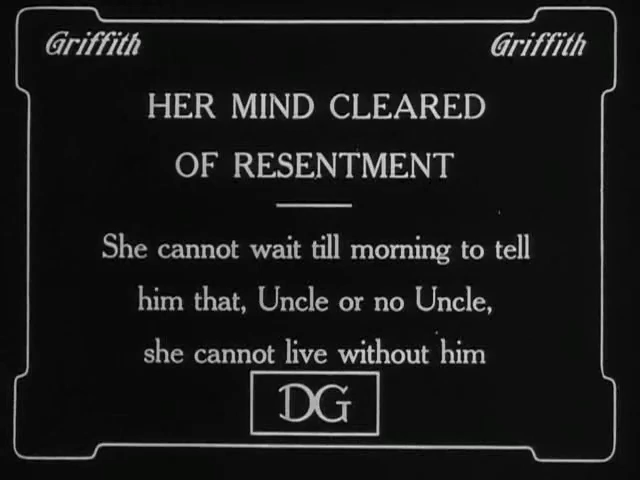 Griffith Griffith
HER MIND CLEARED
OF RESENTMENT
She cannot wait till morning to tell
him that, Uncle or no Uncle,
she cannot live without him
DG